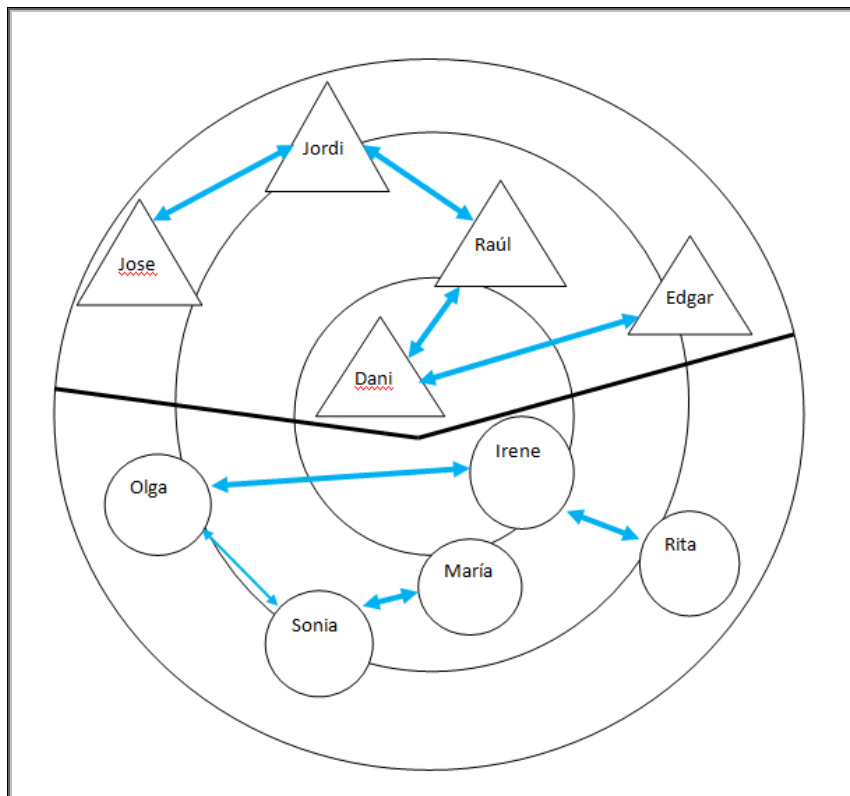 Jordi
Raúl
Jose
Edgar
Dani
Irene
Olga
Rita
María
Sonia